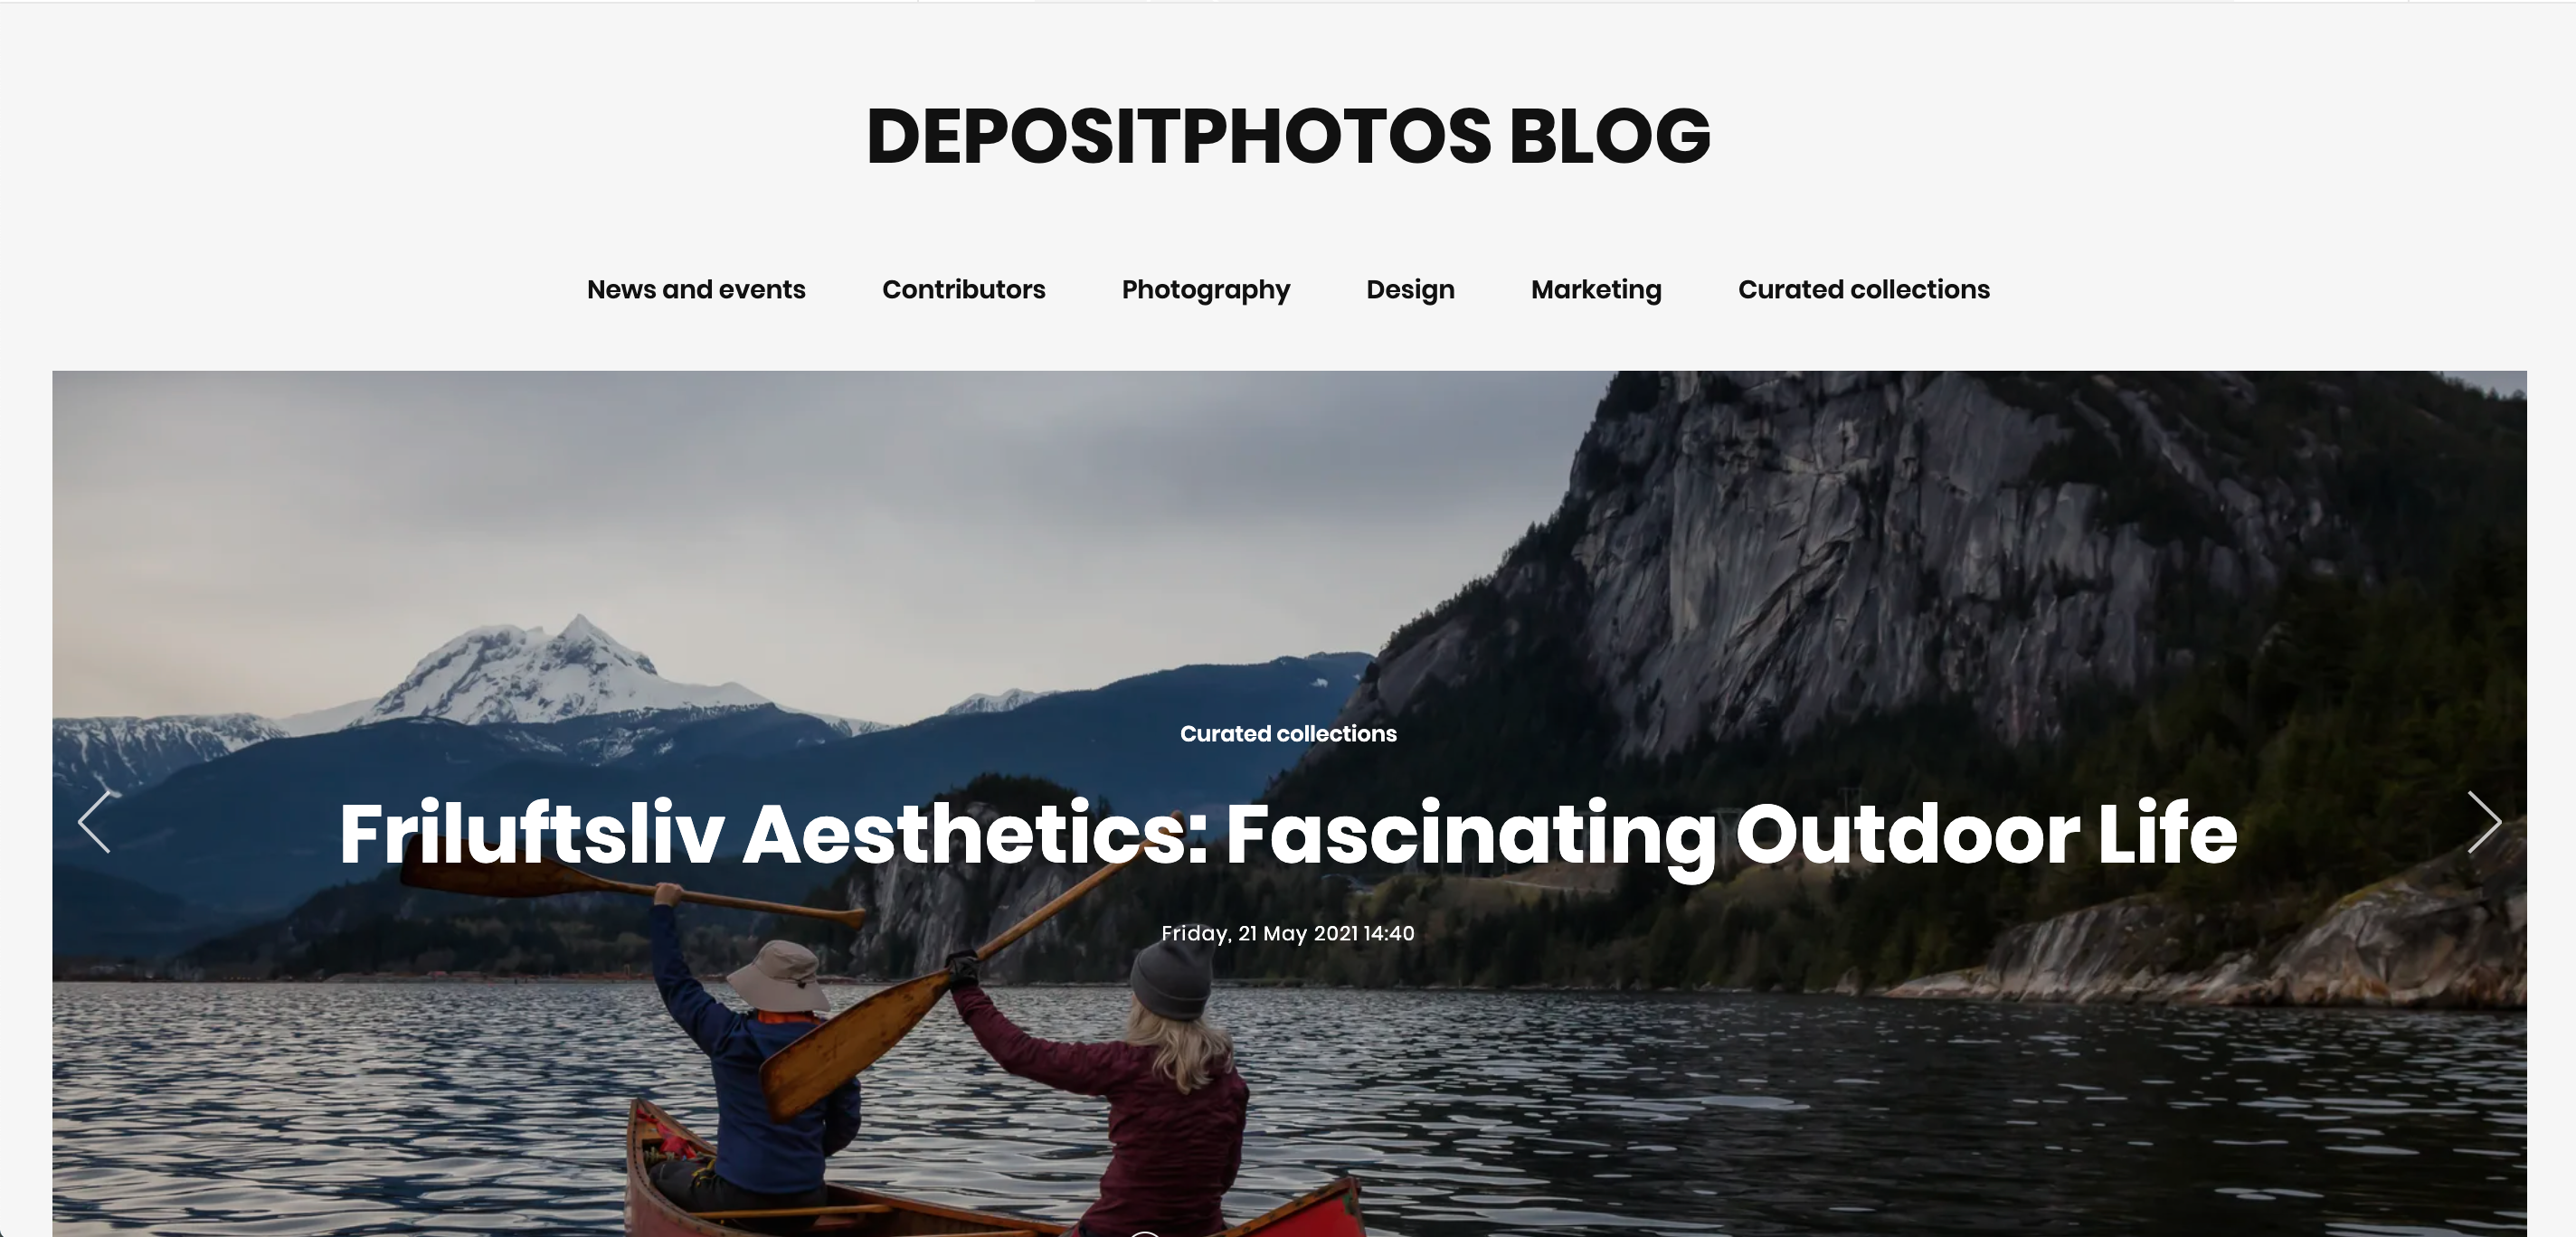 DEPOSITPHOTOS BLOG
News and events Contributors Photography Design Marketing Curated collections
Curated collections
Friluftsliv Aesthetics: Fascinating Outdoor Life
Friday, 21 May 2021 14:40